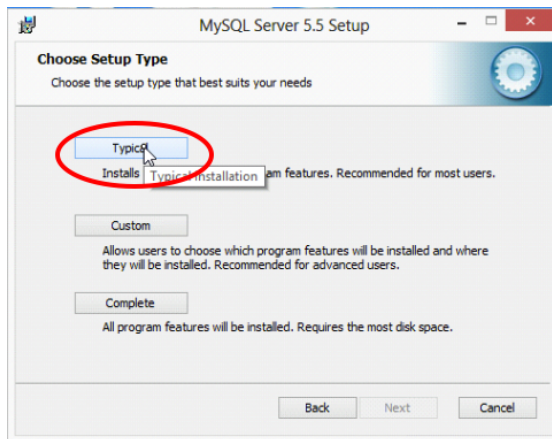 MySQL Server 5.5 Setup
Choose Setup Type
Choose the setup type that best suits your needs
Typical
Installs
Typical Installation
am features. Recommended for most users.
Custom
Allows users to choose which program features will be installed and where
they will be installed. Recommended for advanced users.
Complete
All program features will be installed. Requires the most disk space.
Back
Next
Cancel